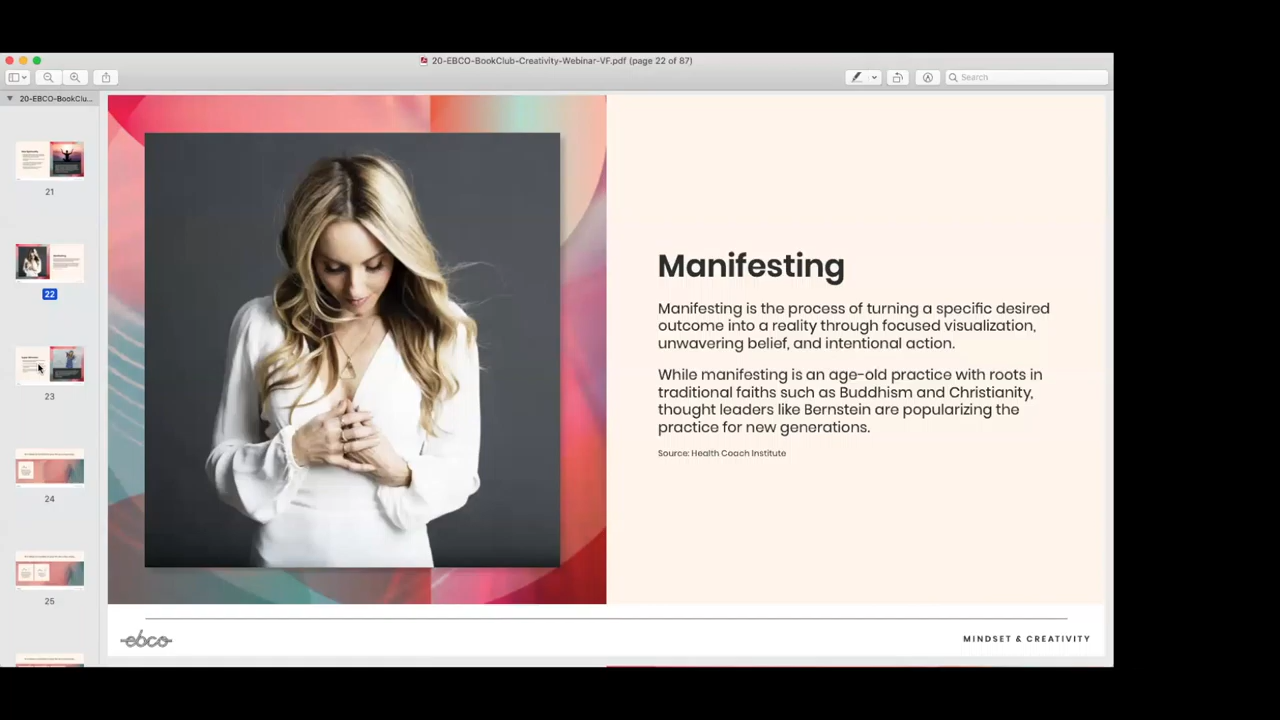 20-EBCO-BookClub-Creativity-Webinar-VF.pdf (page 22 of 87)
Search
20-EBCO-BookClu...
21
22
23
24
25
Manifesting
Manifesting is the process of turning a specific desired
outcome into a reality through focused visualization,
unwavering belief, and intentional action.
While manifesting is an age-old practice with roots in
traditional faiths such as Buddhism and Christianity,
thought leaders like Bernstein are popularizing the
practice for new generations.
Source: Health Coach Institute
ebco
MINDSET & CREATIVITY